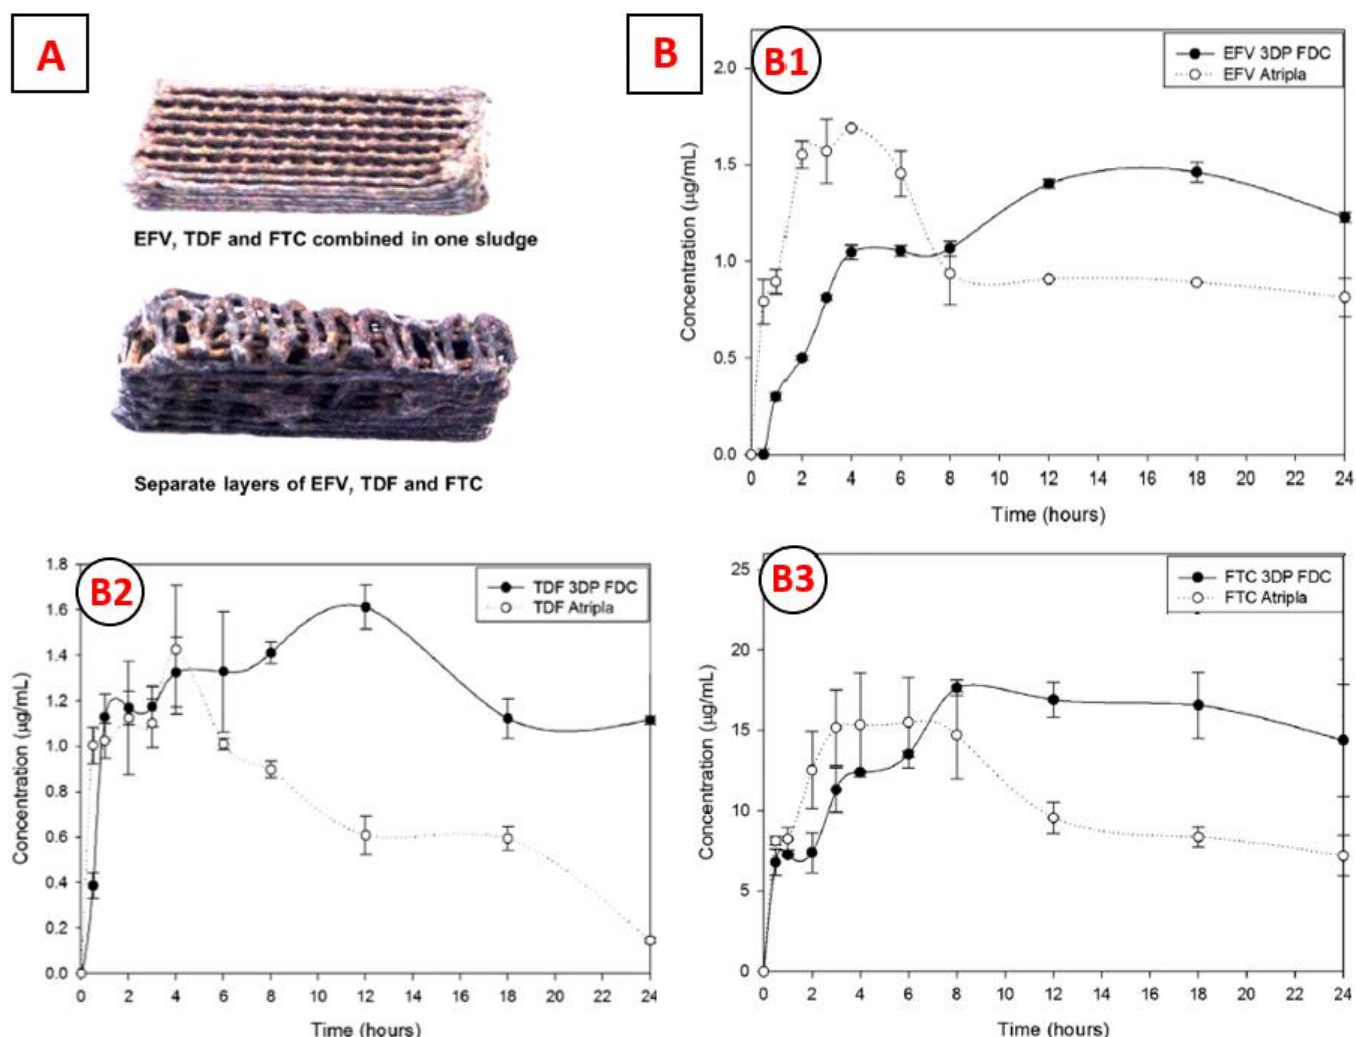 A
EFV, TDF and FTC combined in one sludge
Separate layers of EFV, TDF and FTC
B
B1
EFV 3DP FDC
EFV Atripla
2.0
1.5
1.0
0.5
0.0
Concentration (µg/mL)
0 2 4 6 8 10 12 14 16 18 20 22 24
Time (hours)
B2
TDF 3DP FDC
TDF Atripla
1.8
1.6
1.4
1.2
1.0
0.8
0.6
0.4
0.2
0.0
Concentration (µg/mL)
0 2 4 6 8 10 12 14 16 18 20 22 24
Time (hours)
B3
FTC 3DP FDC
FTC Atripla
25
20
15
10
5
0
Concentration (µg/mL)
0 2 4 6 8 10 12 14 16 18 20 22 24
Time (hours)